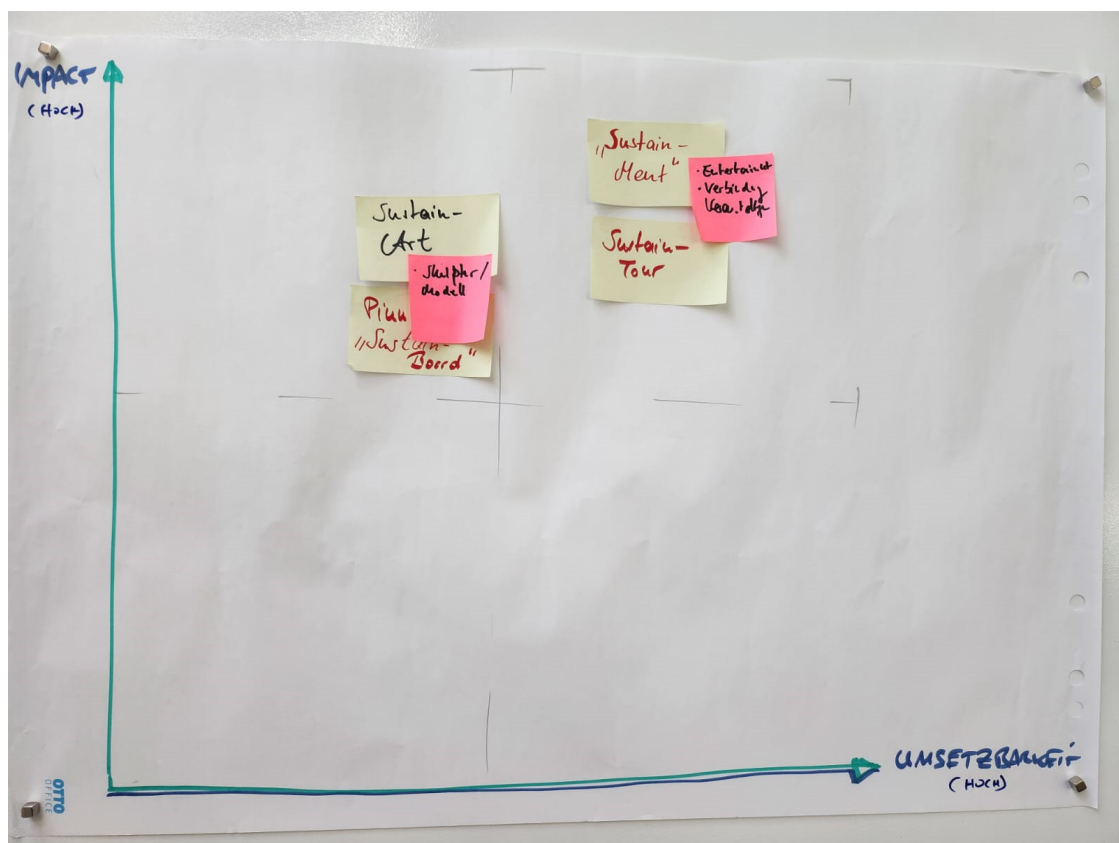 IMPACT
(HOCH)
„Sustain-
Ment"
• Entertainment
• Verbindung
Sustain-
Art
Sustain-
Tour
• Skulptur/
Modell
Pinn
„Sustain-
Board"
UMSETZBARKEIT
(HOCH)
OTTO
OFFICE